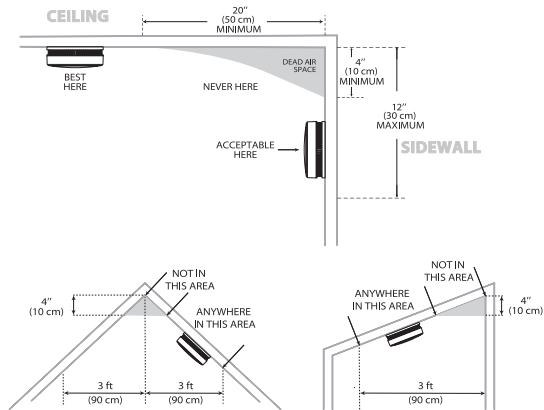 CEILING
20"
(50 cm)
MINIMUM
BEST
HERE
NEVER HERE
DEAD AIR
SPACE
4"
(10 cm)
MINIMUM
12"
(30 cm)
MAXIMUM
ACCEPTABLE
HERE
SIDEWALL
NOT IN
THIS AREA
4"
(10 cm)
ANYWHERE
IN THIS AREA
3 ft
(90 cm)
3 ft
(90 cm)
NOT IN
THIS AREA
ANYWHERE
IN THIS AREA
4"
(10 cm)
3 ft
(90 cm)